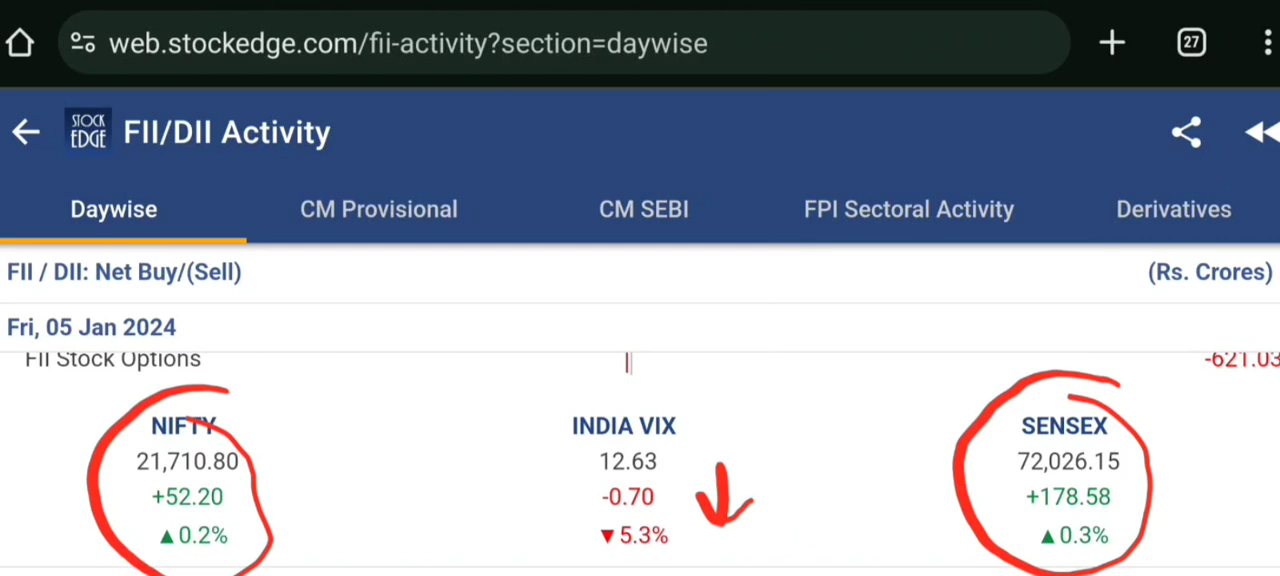 web.stockedge.com/fii-activity?section=daywise
27
STOCK EDGE
FII/DII Activity
Daywise CM Provisional CM SEBI FPI Sectoral Activity Derivatives
FII / DII: Net Buy/(Sell) (Rs. Crores)
Fri, 05 Jan 2024
FII Stock Options -621.03
NIFTY INDIA VIX SENSEX
21,710.80 12.63 72,026.15
+52.20 -0.70 +178.58
▲0.2% ▼5.3% ▲0.3%